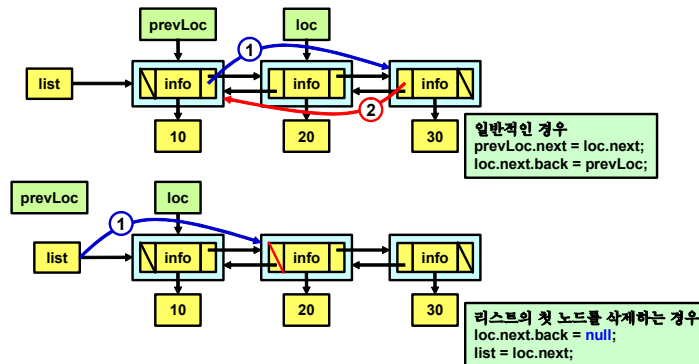 prevLoc
loc
1
list
info
info
info
2
10
20
30
일반적인 경우
prevLoc.next = loc.next;
loc.next.back = prevLoc;
prevLoc
loc
1
list
info
info
info
10
20
30
리스트의 첫 노드를 삭제하는 경우
loc.next.back = null;
list = loc.next;